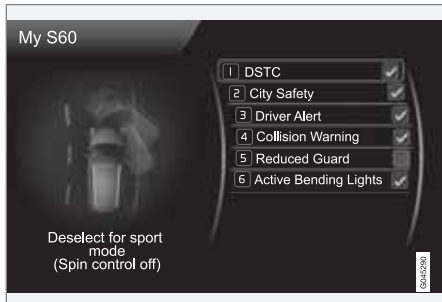 My S60
1 DSTC
2 City Safety
3 Driver Alert
4 Collision Warning
5 Reduced Guard
6 Active Bending Lights
Deselect for sport
mode
(Spin control off)
G045290